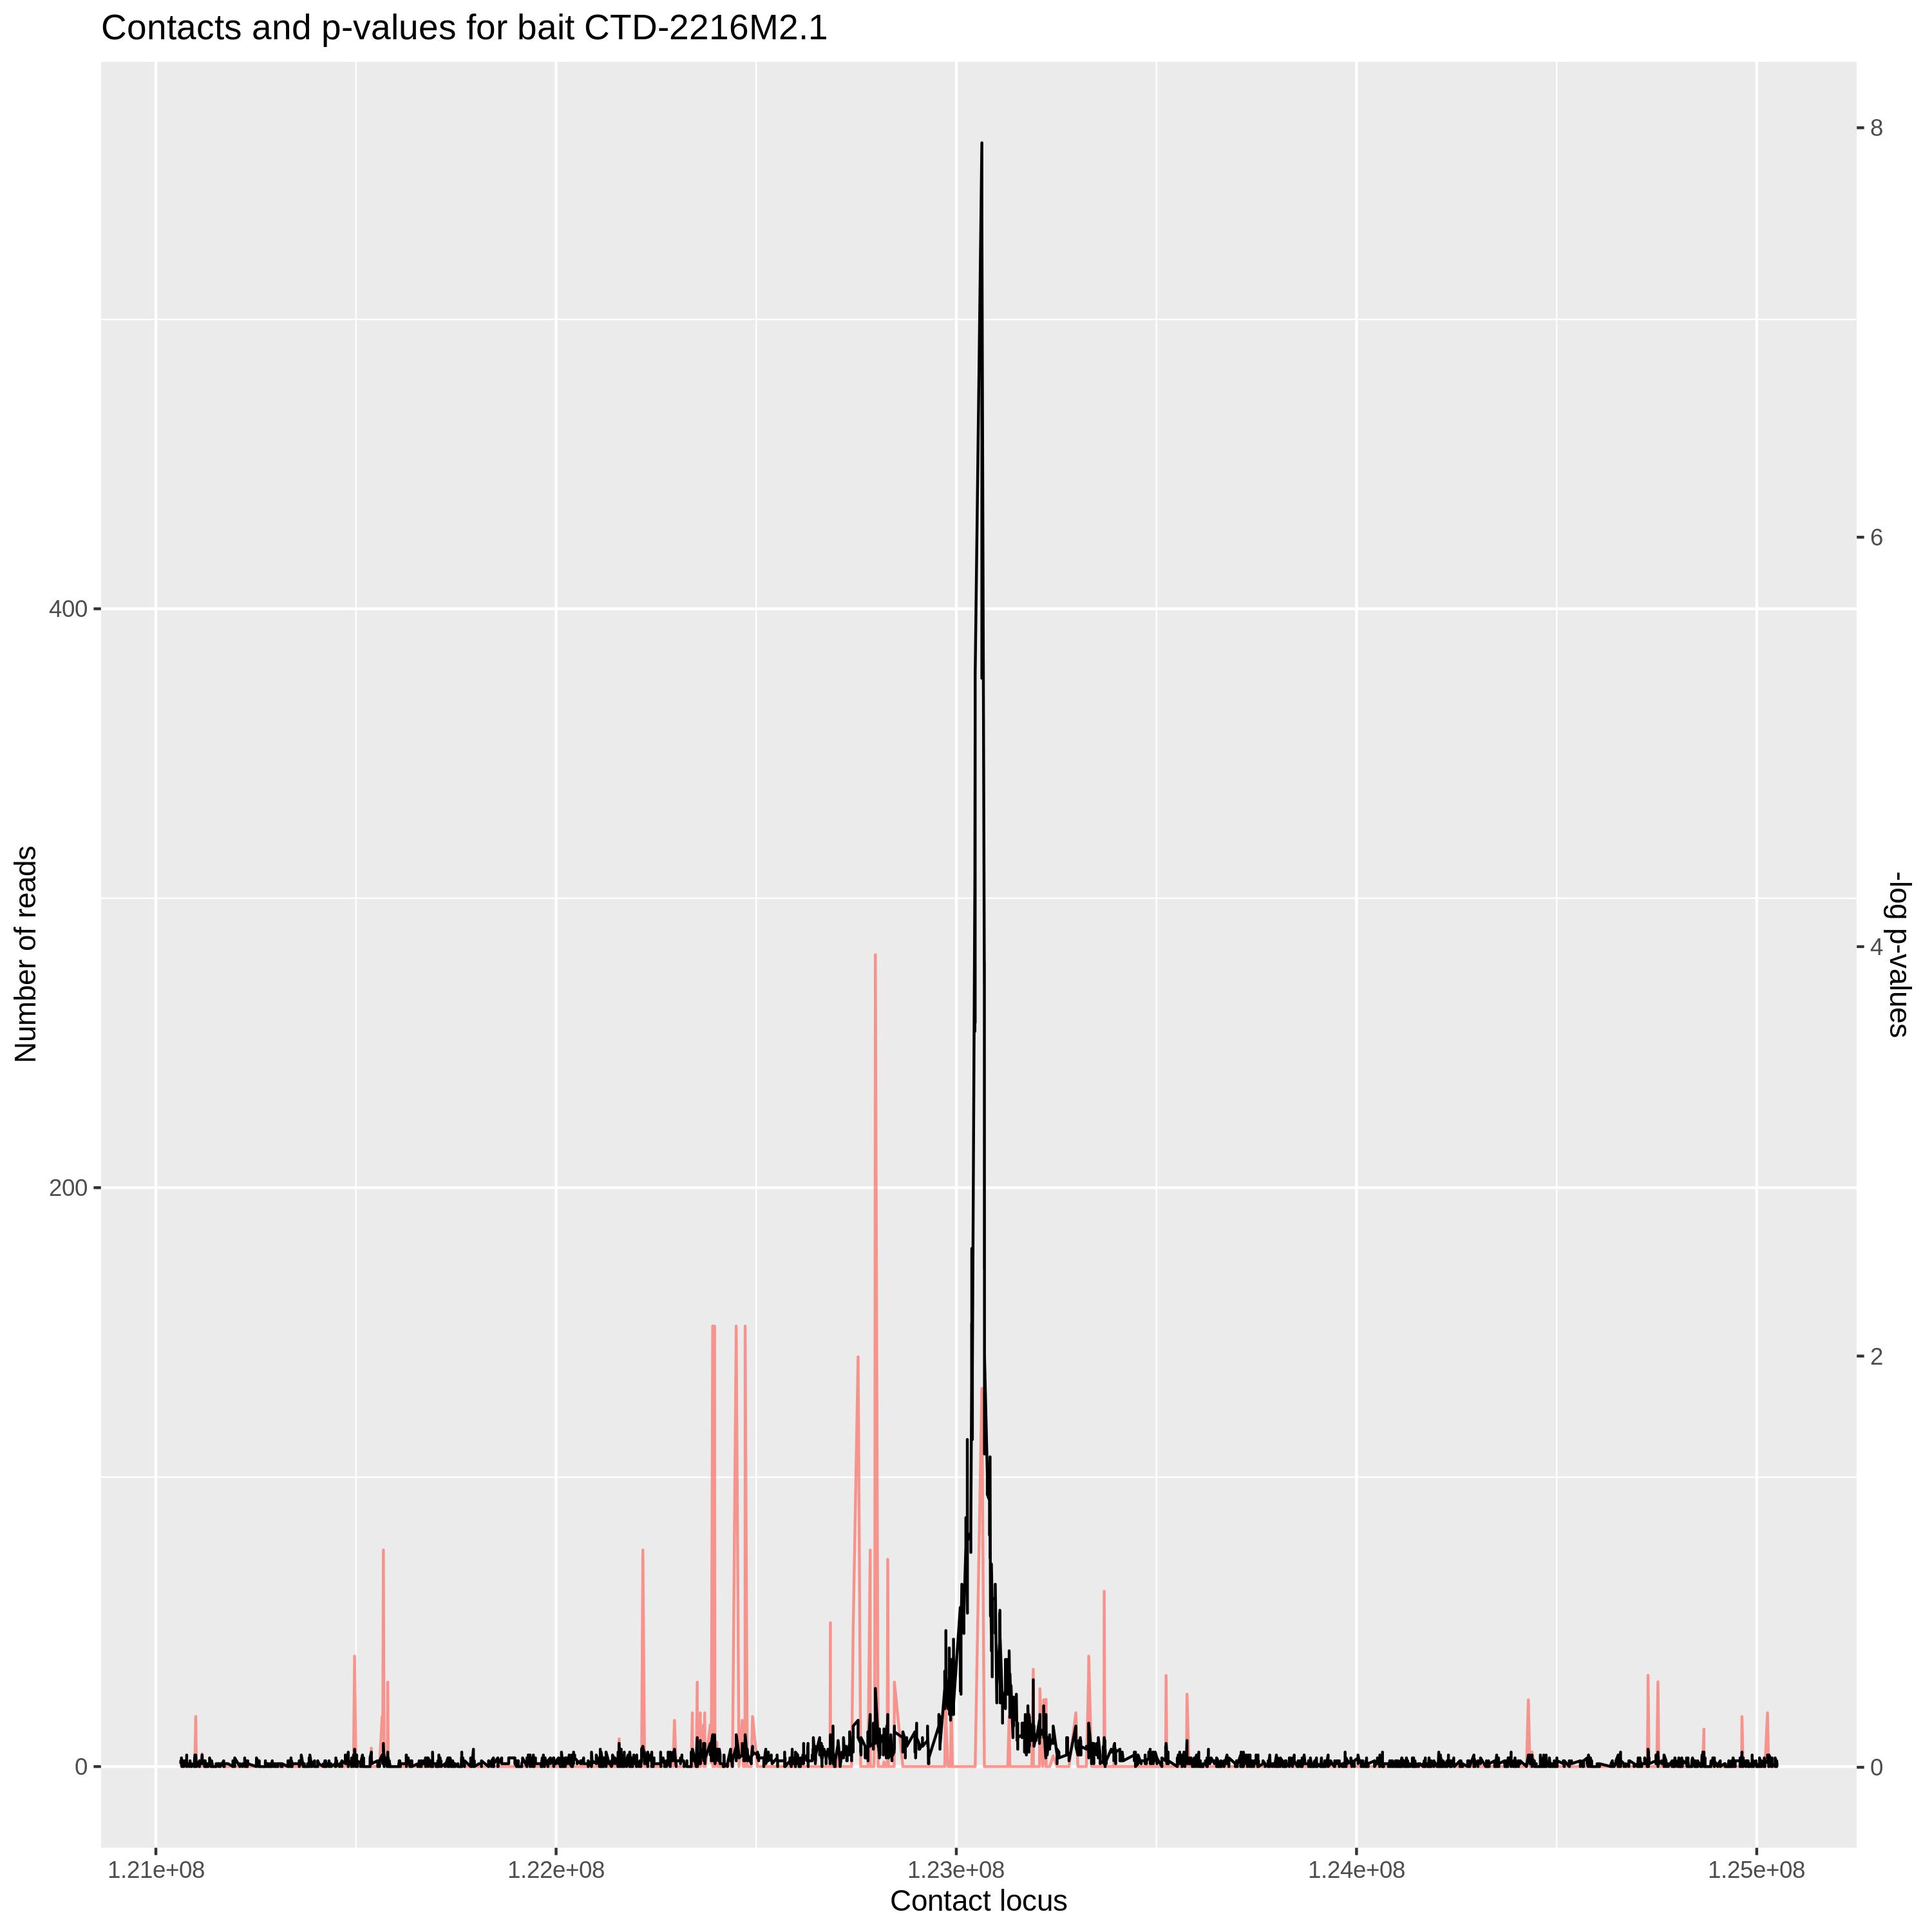 Contacts and p-values for bait CTD-2216M2.1
8
6
400
Number of reads
-log p-values
4
200
2
0
0
1.21e+08 1.22e+08 1.23e+08 1.24e+08 1.25e+08
Contact locus